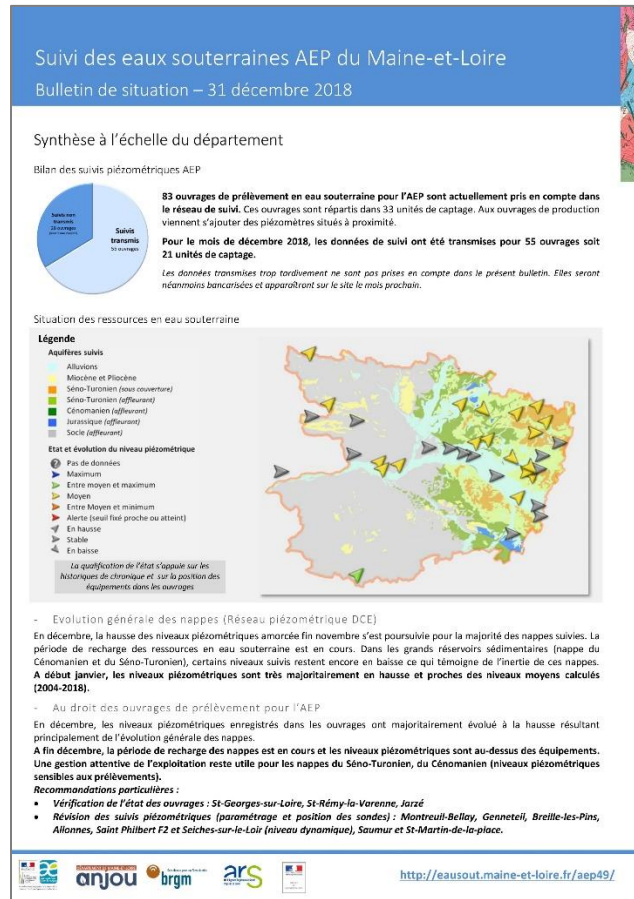 Suivi des eaux souterraines AEP du Maine-et-Loire
Bulletin de situation – 31 décembre 2018
Synthèse à l'échelle du département
Bilan des suivis piézométriques AEP
Suivis non
transmis
Suivis
transmis
55 ouvrages
83 ouvrages de prélèvement en eau souterraine pour l'AEP sont actuellement pris en compte dans
le réseau de suivi. Ces ouvrages sont répartis dans 33 unités de captage. Aux ouvrages de production
viennent s'ajouter des piézomètres situés à proximité.
Pour le mois de décembre 2018, les données de suivi ont été transmises pour 55 ouvrages soit
21 unités de captage.
Les données transmises trop tardivement ne sont pas prises en compte dans le présent bulletin. Elles seront
néanmoins bancarisées et apparaîtront sur le site le mois prochain.
Situation des ressources en eau souterraine
Légende
Aquifères suivis
Alluvions
Miocène et Pliocène
Séno-Turonien (sous couverture)
Séno-Turonien (affleurant)
Cénomanien (affleurant)
Jurassique (affleurant)
Socle (affleurant)
Etat et évolution du niveau piézométrique
Pas de données
Maximum
Entre moyen et maximum
Moyen
Entre Moyen et minimum
Alerte (seuil fixé proche ou atteint)
En hausse
Stable
En baisse
La qualification de l'état s'appuie sur les
historiques de chronique et sur la position des
équipements dans les ouvrages
- Evolution générale des nappes (Réseau piézométrique DCE)
En décembre, la hausse des niveaux piézométriques amorcée fin novembre s'est poursuivie pour la majorité des nappes suivies. La
période de recharge des ressources en eau souterraine est en cours. Dans les grands réservoirs sédimentaires (nappe du
Cénomanien et du Séno-Turonien), certains niveaux suivis restent encore en baisse ce qui témoigne de l'inertie de ces nappes.
A début janvier, les niveaux piézométriques sont très majoritairement en hausse et proches des niveaux moyens calculés
(2004-2018).
- Au droit des ouvrages de prélèvement pour l'AEP
En décembre, les niveaux piézométriques enregistrés dans les ouvrages ont majoritairement évolué à la hausse résultant
principalement de l'évolution générale des nappes.
A fin décembre, la période de recharge des nappes est en cours et les niveaux piézométriques sont au-dessus des équipements.
Une gestion attentive de l'exploitation reste utile pour les nappes du Séno-Turonien, du Cénomanien (niveaux piézométriques
sensibles aux prélèvements).
Recommandations particulières :
• Vérification de l'état des ouvrages : St-Georges-sur-Loire, St-Rémy-la-Varenne, Jarzé
• Révision des suivis piézométriques (paramétrage et position des sondes) : Montreuil-Bellay, Genneteil, Breille-les-Pins,
Allonnes, Saint Philbert F2 et Seiches-sur-le-Loir (niveau dynamique), Saumur et St-Martin-de-la-place.
anjou
brgm
ars
http://eausout.maine-et-loire.fr/aep49/